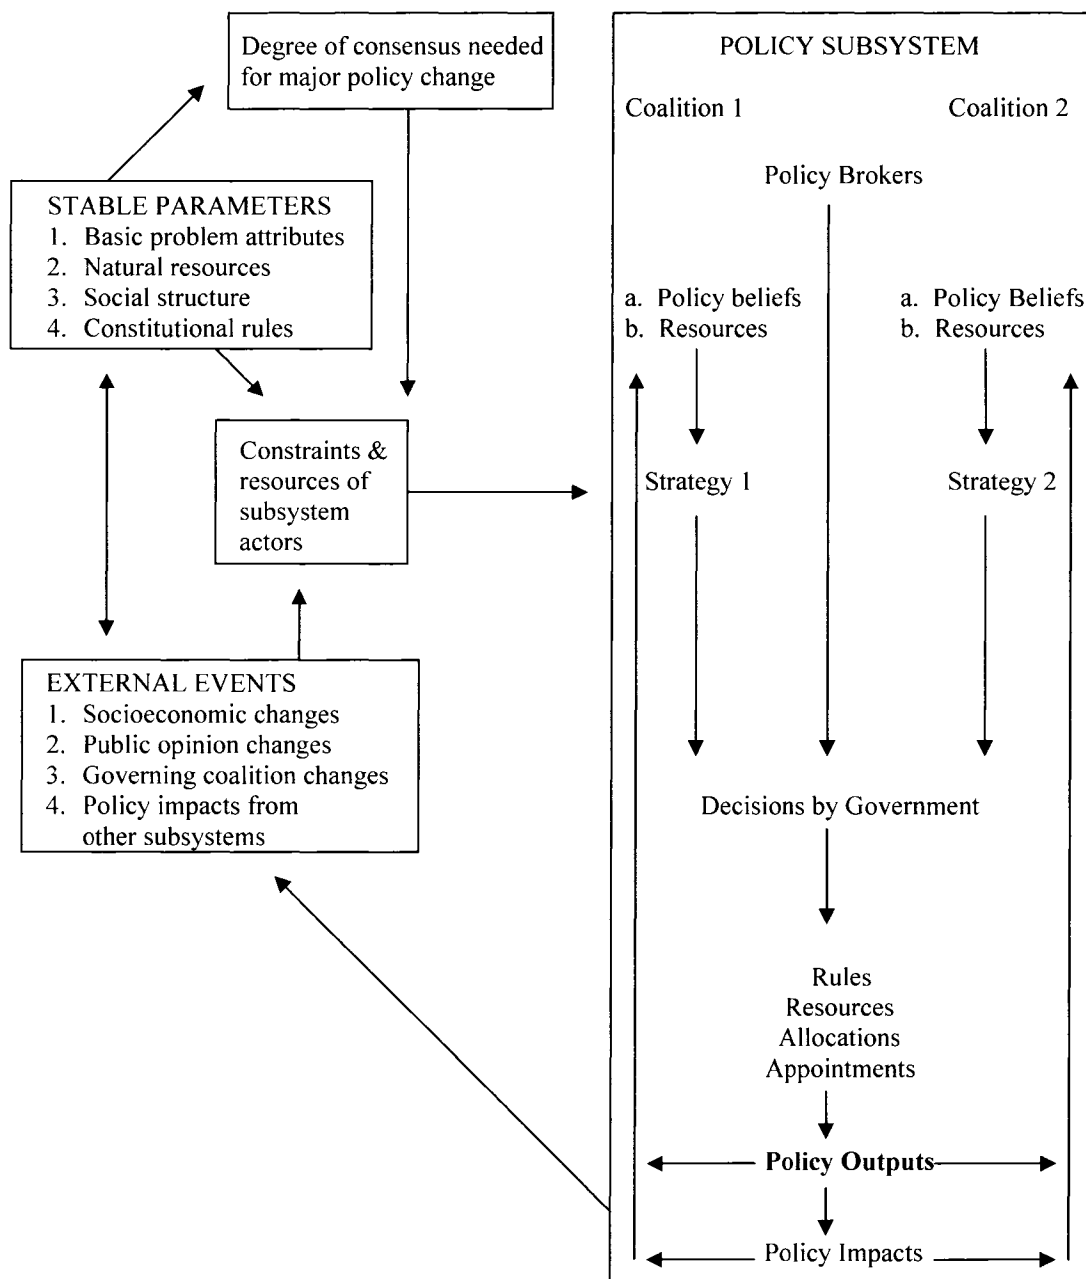 Degree of consensus needed
for major policy change
STABLE PARAMETERS
1. Basic problem attributes
2. Natural resources
3. Social structure
4. Constitutional rules
Constraints &
resources of
subsystem
actors
EXTERNAL EVENTS
1. Socioeconomic changes
2. Public opinion changes
3. Governing coalition changes
4. Policy impacts from
other subsystems
POLICY SUBSYSTEM
Coalition 1
Coalition 2
Policy Brokers
a. Policy beliefs
b. Resources
a. Policy Beliefs
b. Resources
Strategy 1
Strategy 2
Decisions by Government
Rules
Resources
Allocations
Appointments
Policy Outputs
Policy Impacts